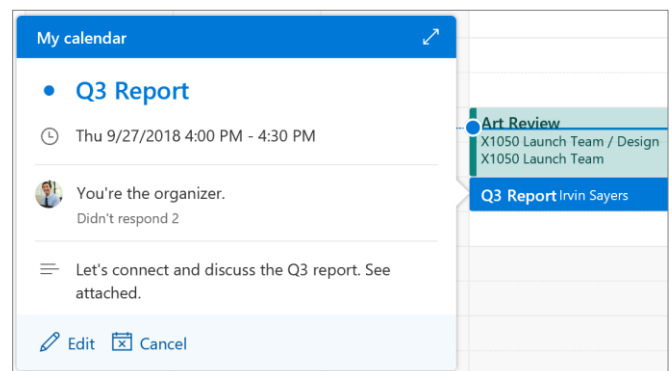 My calendar
Q3 Report
Thu 9/27/2018 4:00 PM - 4:30 PM
You're the organizer.
Didn't respond 2
Let's connect and discuss the Q3 report. See
attached.
Edit Cancel
Art Review
X1050 Launch Team / Design
X1050 Launch Team
Q3 Report Irvin Sayers